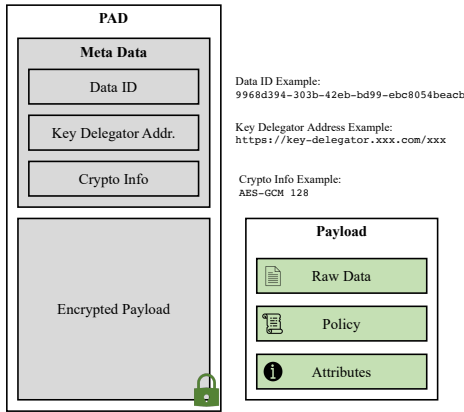 PAD
Meta Data
Data ID
Key Delegator Addr.
Crypto Info
Encrypted Payload
Data ID Example:
9968d394-303b-42eb-bd99-ebc8054beacb
Key Delegator Address Example:
https://key-delegator.xxx.com/xxx
Crypto Info Example:
AES-GCM 128
Payload
Raw Data
Policy
Attributes